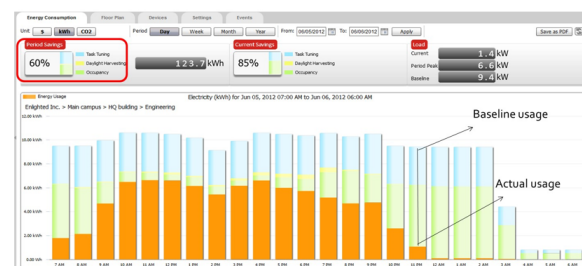 Energy Consumption Floor Plan Devices Settings Events
Unit $ kWh CO2 Period Day Week Month Year From: 06/05/2012 To: 06/06/2012 Apply Save as PDF
Period Savings
60%
Task Tuning
Daylight Harvesting
Occupancy
123.7 kWh
Current Savings
85%
Task Tuning
Daylight Harvesting
Occupancy
Load
Current 1.4 kW
Period Peak 6.6 kW
Baseline 9.4 kW
Energy Usage
Electricity (kWh) for Jun 05, 2012 07:00 AM to Jun 06, 2012 06:00 AM
Enlighted Inc. > Main campus > HQ building > Engineering
Baseline usage
Actual usage
12.00 kWh
10.00 kWh
8.00 kWh
6.00 kWh
4.00 kWh
2.00 kWh
0.00 kWh
7 AM 8 AM 9 AM 10 AM 11 AM 12 PM 1 PM 2 PM 3 PM 4 PM 5 PM 6 PM 7 PM 8 PM 9 PM 10 PM 11 PM 12 AM 1 AM 2 AM 3 AM 4 AM 5 AM 6 AM